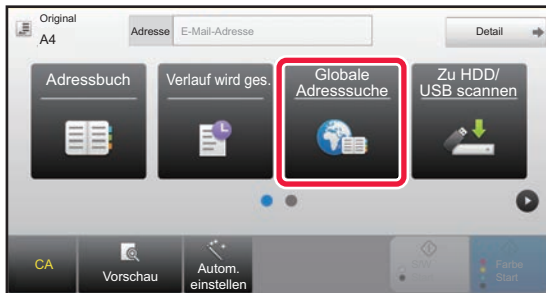 Original
A4
Adresse
E-Mail-Adresse
Detail
Adressbuch
Verlauf wird ges.
Globale
Adresssuche
Zu HDD/
USB scannen
CA
Vorschau
Autom.
einstellen
S/W
Start
Farbe
Start